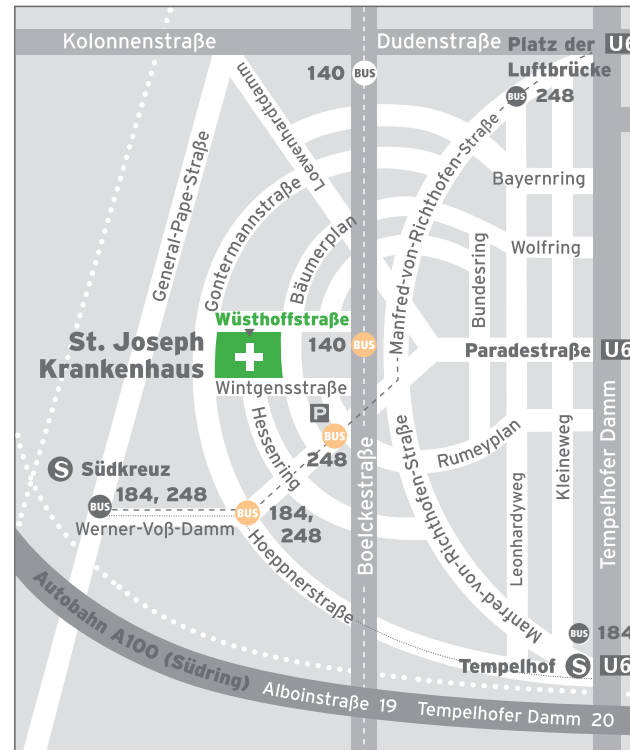 Kolonnenstraße
Dudenstraße
Platz der U6
Luftbrücke
140 BUS
BUS 248
General-Pape-Straße
Loewenhardtdamm
Gontermannstraße
Bäumerplan
Manfred-von-Richthofen-Straße
Bayernring
Wolfring
Bundesring
Wüsthoffstraße
St. Joseph
Krankenhaus
140 BUS
Paradestraße U6
Wintgensstraße
P
BUS
248
Hessenring
Rumeyplan
Kleineweg
Tempelhofer Damm
Boelckestraße
Manfred-von-Richthofen-Straße
Leonhardyweg
S Südkreuz
BUS 184, 248
Werner-Voß-Damm
BUS 184,
248
Hoeppnerstraße
BUS 184
Tempelhof S U6
Autobahn A100 (Südring)
Alboinstraße 19
Tempelhofer Damm 20